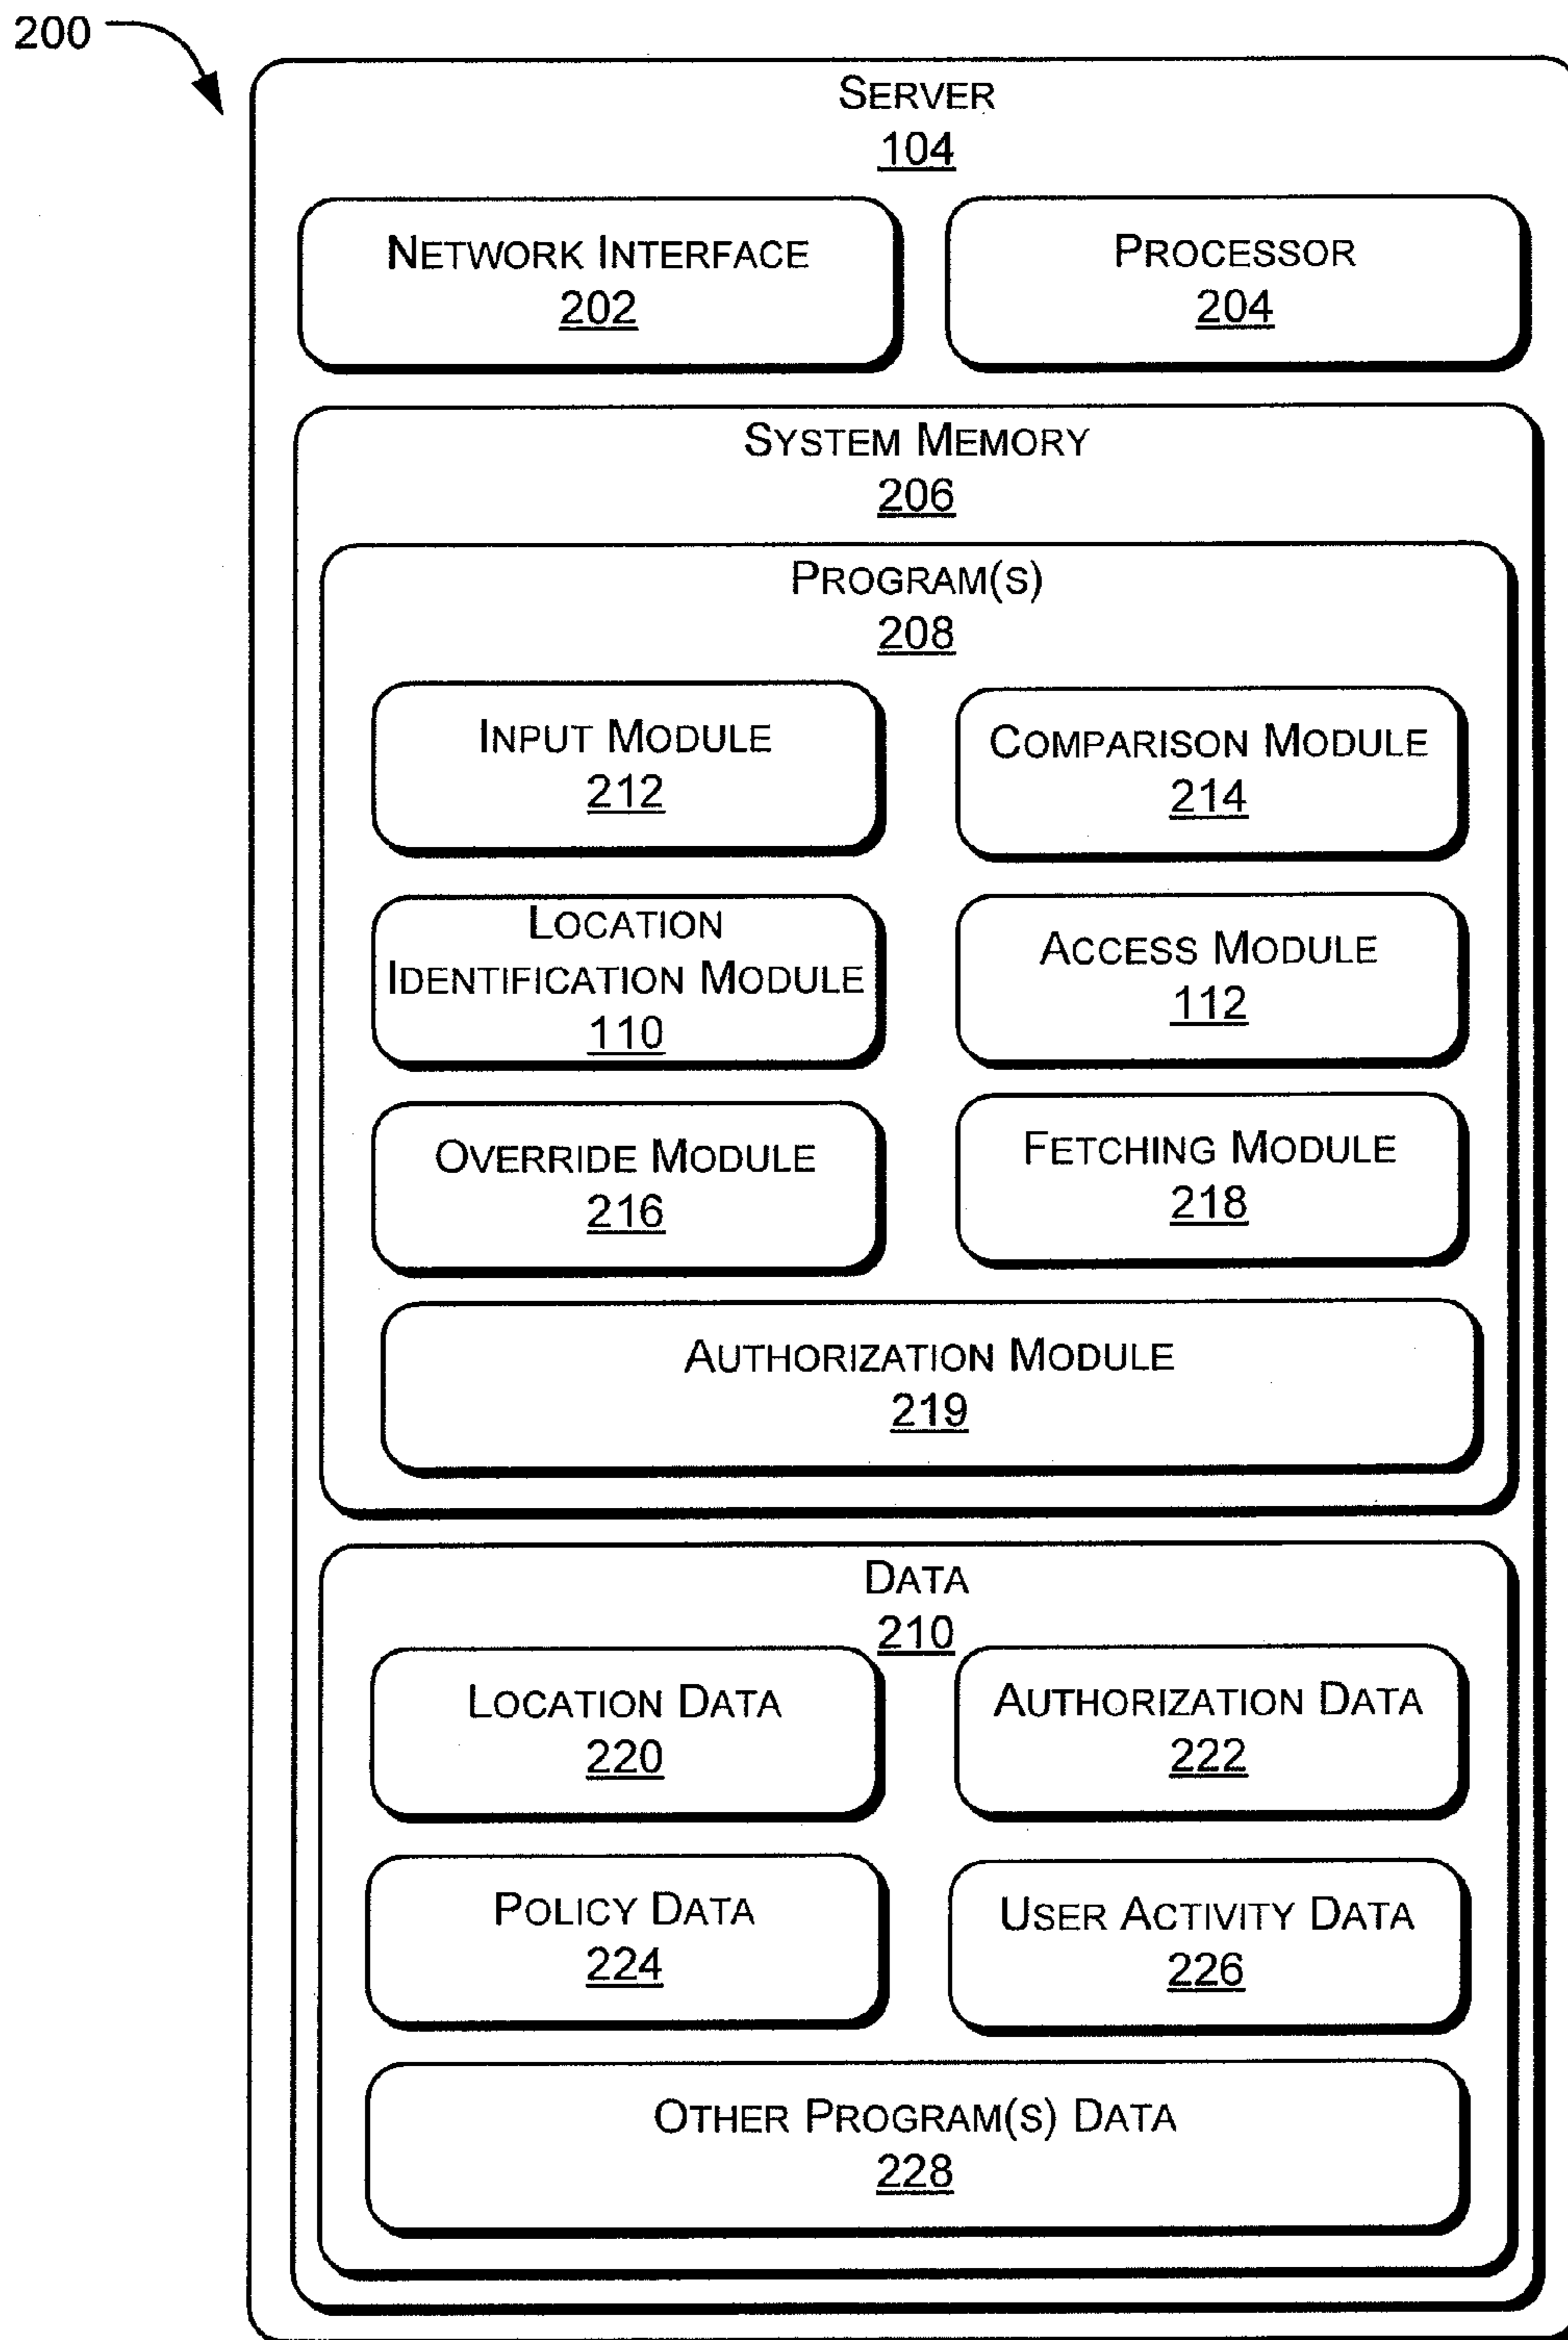 200
SERVER
104
NETWORK INTERFACE
202
PROCESSOR
204
SYSTEM MEMORY
206
PROGRAM(S)
208
INPUT MODULE
212
COMPARISON MODULE
214
LOCATION
IDENTIFICATION MODULE
110
ACCESS MODULE
112
OVERRIDE MODULE
216
FETCHING MODULE
218
AUTHORIZATION MODULE
219
DATA
210
LOCATION DATA
220
AUTHORIZATION DATA
222
POLICY DATA
224
USER ACTIVITY DATA
226
OTHER PROGRAM(S) DATA
228